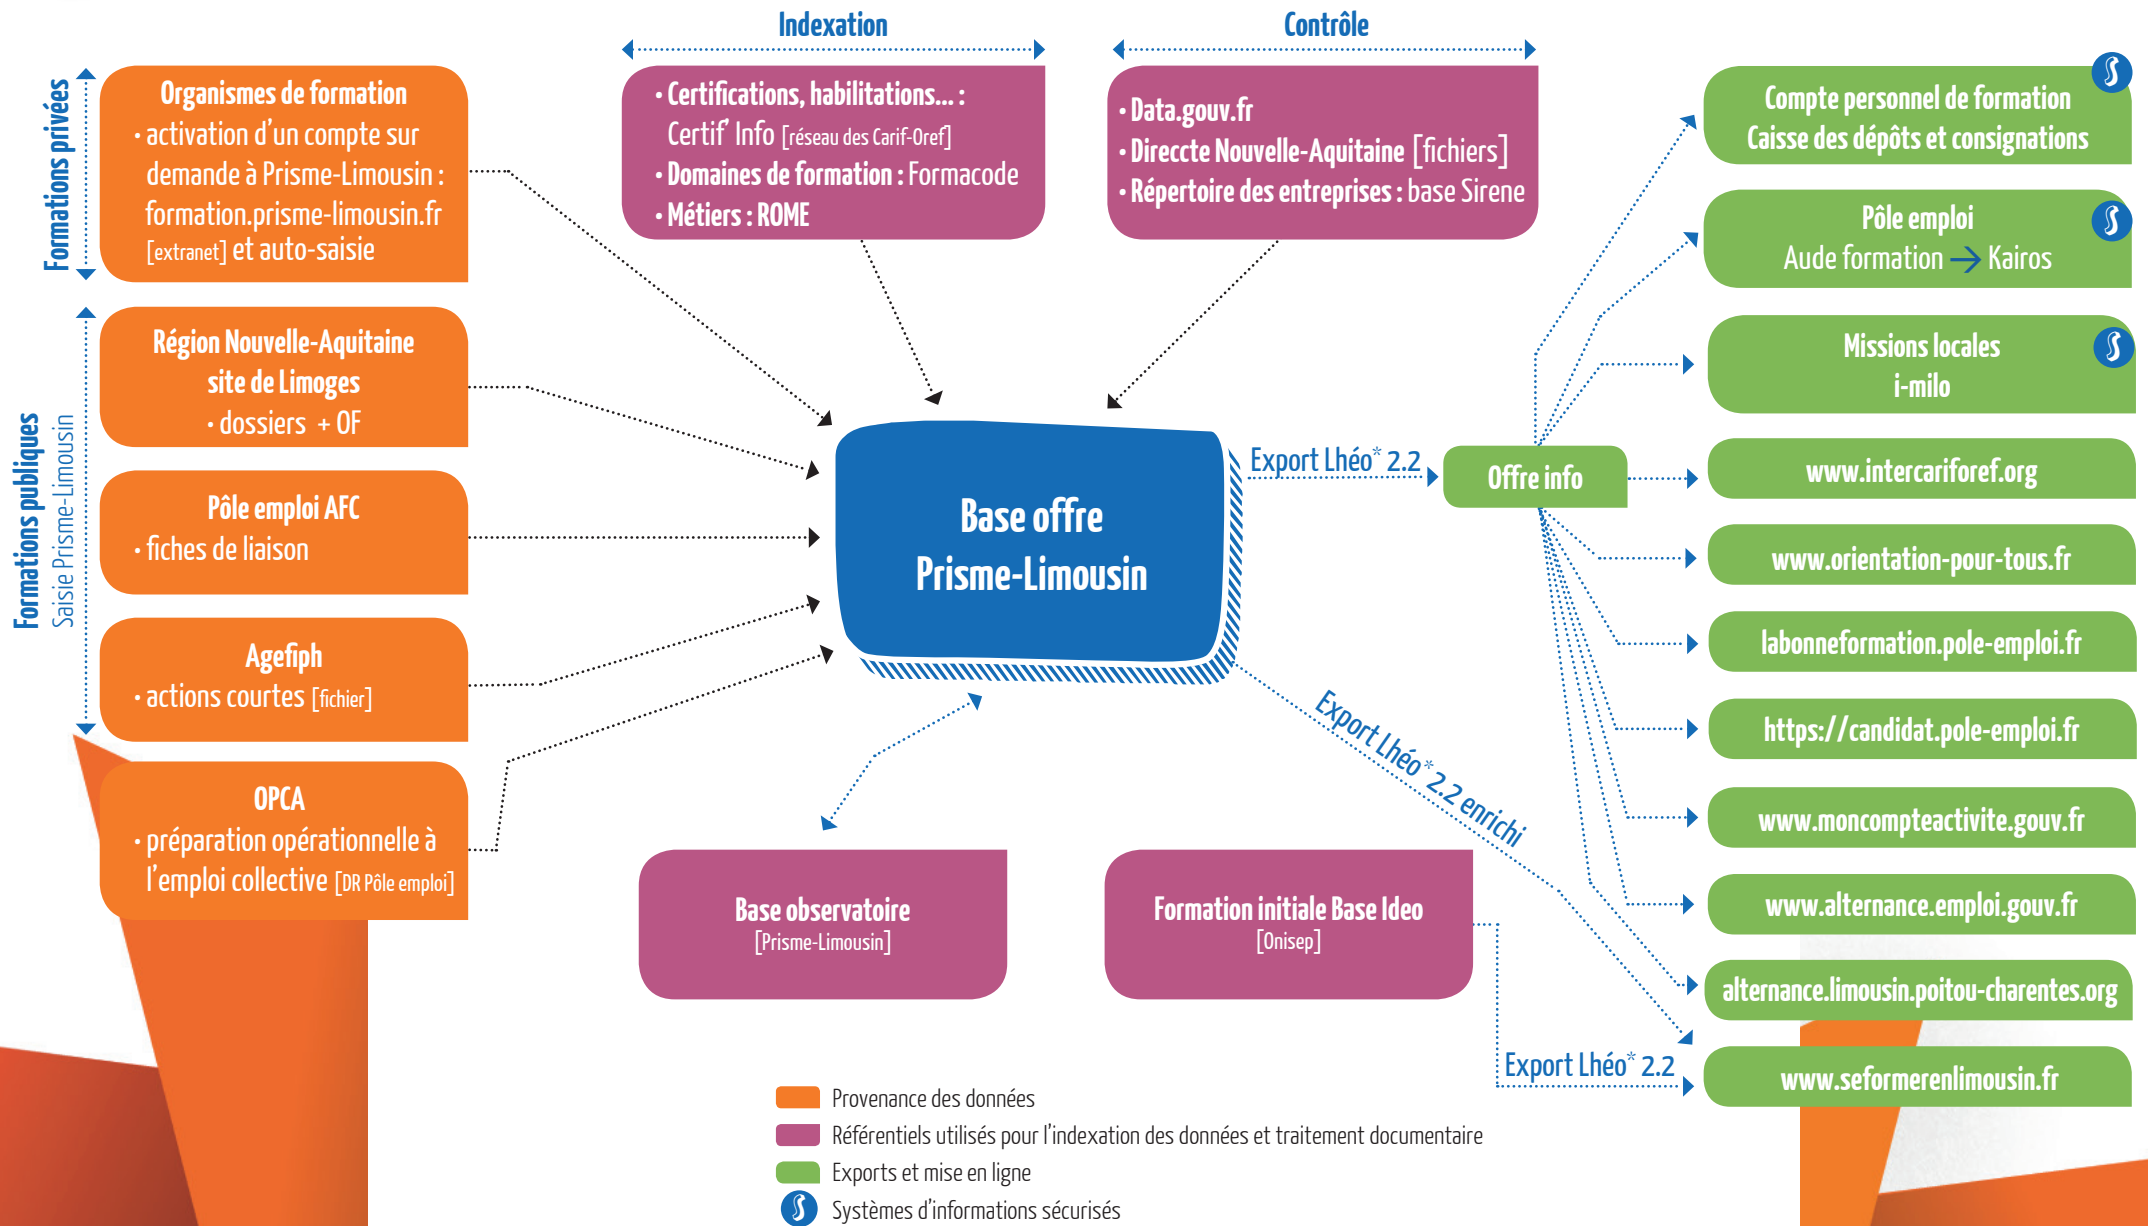 Indexation
Contrôle
Formations privées
Organismes de formation
• activation d'un compte sur
demande à Prisme-Limousin :
formation.prisme-limousin.fr
[extranet] et auto-saisie
• Certifications, habilitations... :
Certif' Info [réseau des Carif-Oref]
• Domaines de formation : Formacode
• Métiers : ROME
• Data.gouv.fr
• Direccte Nouvelle-Aquitaine [fichiers]
• Répertoire des entreprises : base Sirene
Formations publiques
Saisie Prisme-Limousin
Région Nouvelle-Aquitaine
site de Limoges
• dossiers + OF
Pôle emploi AFC
• fiches de liaison
Agefiph
• actions courtes [fichier]
OPCA
• préparation opérationnelle à
l'emploi collective [DR Pôle emploi]
Base offre
Prisme-Limousin
Export Lhéo* 2.2
Offre info
Export Lhéo* 2.2 enrichi
Base observatoire
[Prisme-Limousin]
Formation initiale Base Ideo
[Onisep]
Export Lhéo* 2.2
Compte personnel de formation
Caisse des dépôts et consignations
S
Pôle emploi
Aude formation → Kairos
S
Missions locales
i-milo
S
www.intercariforef.org
www.orientation-pour-tous.fr
labonneformation.pole-emploi.fr
https://candidat.pole-emploi.fr
www.moncompteactivite.gouv.fr
www.alternance.emploi.gouv.fr
alternance.limousin.poitou-charentes.org
www.seformerenlimousin.fr
Provenance des données
Référentiels utilisés pour l'indexation des données et traitement documentaire
Exports et mise en ligne
S Systèmes d'informations sécurisés